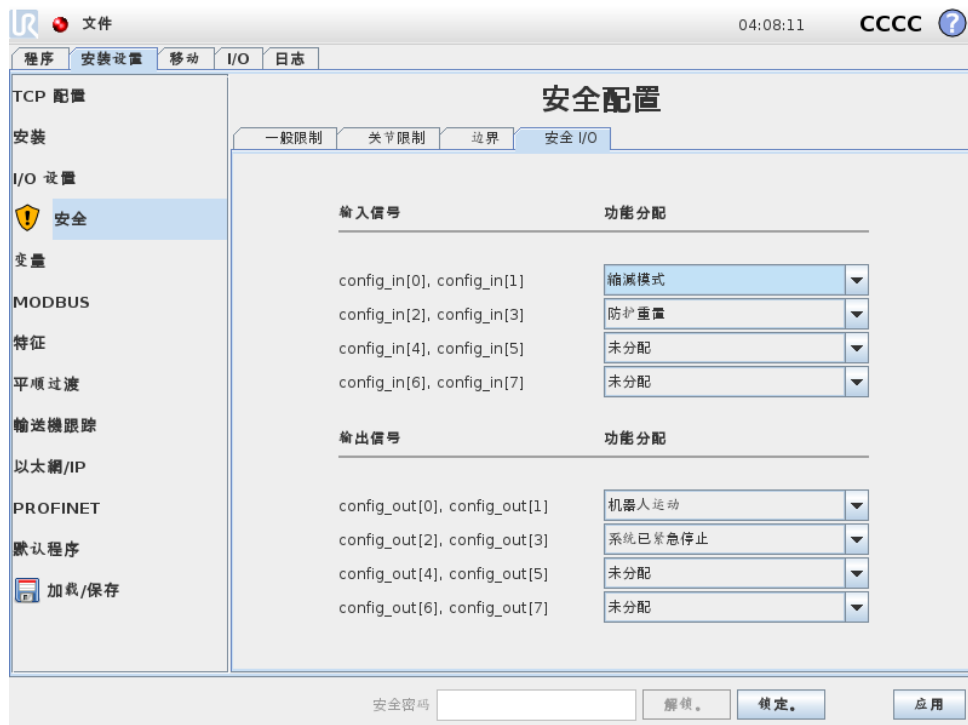 UR 文件 04:08:11 CCCC ?
程序 安装设置 移动 I/O 日志
TCP 配置
安装
I/O 设置
安全
变量
MODBUS
特征
平顺过渡
輸送機跟踪
以太網/IP
PROFINET
默认程序
加载/保存
安全配置
一般限制 关节限制 边界 安全 I/O
输入信号 功能分配
config_in[0], config_in[1] 缩减模式
config_in[2], config_in[3] 防护重置
config_in[4], config_in[5] 未分配
config_in[6], config_in[7] 未分配
输出信号 功能分配
config_out[0], config_out[1] 机器人运动
config_out[2], config_out[3] 系统已紧急停止
config_out[4], config_out[5] 未分配
config_out[6], config_out[7] 未分配
安全密码 解锁。 锁定。 应用